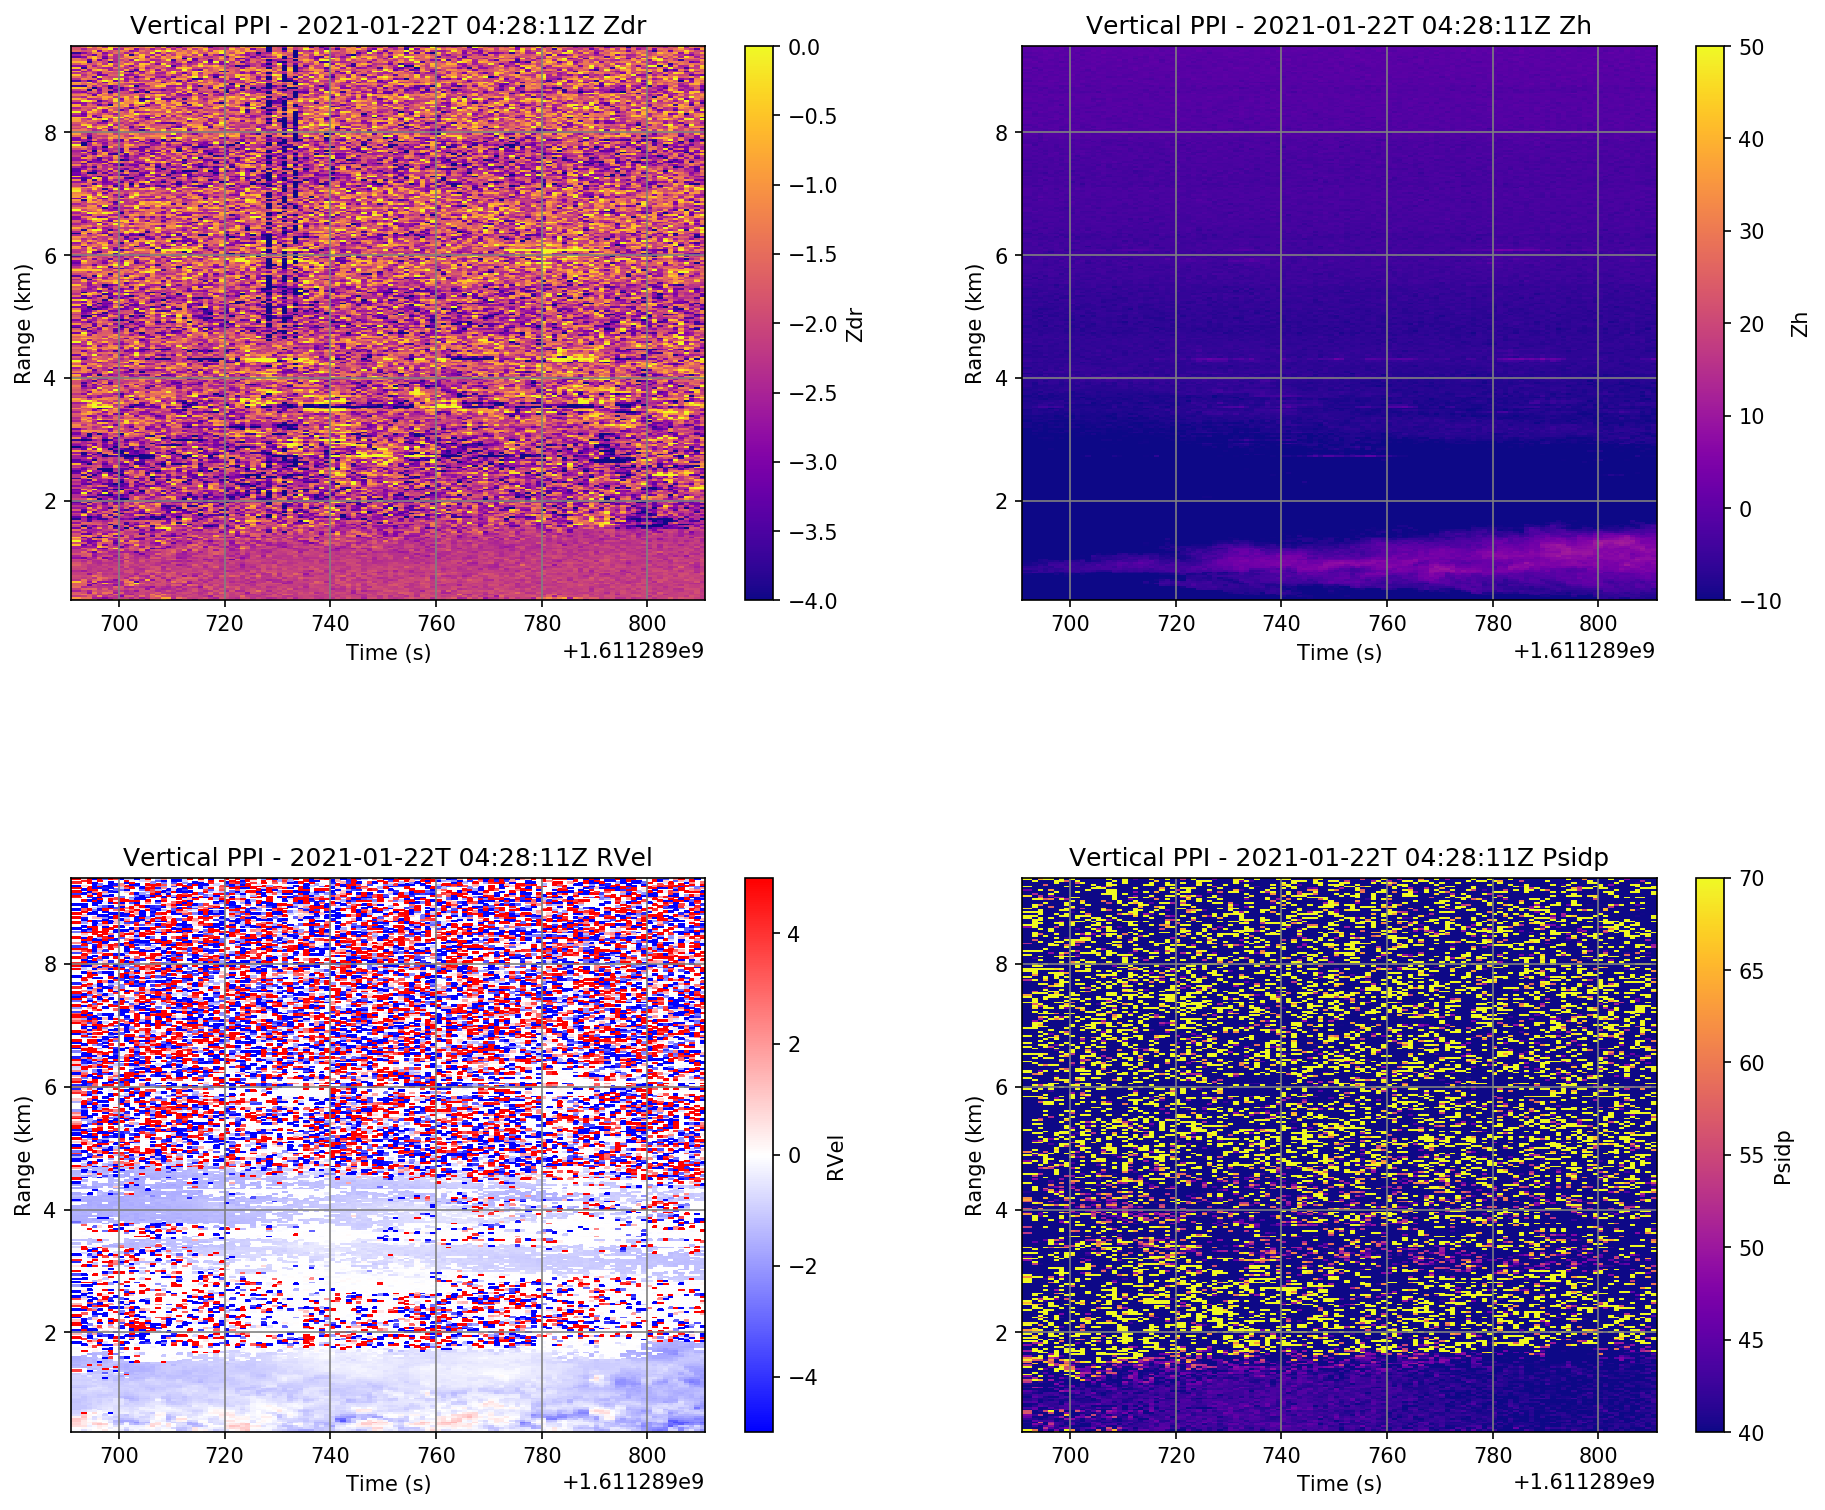 Vertical PPI - 2021-01-22T 04:28:11Z Zdr
Range (km)
8
6
4
2
700 720 740 760 780 800
Time (s)
+1.611289e9
0.0
−0.5
−1.0
−1.5
−2.0
−2.5
−3.0
−3.5
−4.0
Zdr
Vertical PPI - 2021-01-22T 04:28:11Z Zh
Range (km)
8
6
4
2
700 720 740 760 780 800
Time (s)
+1.611289e9
50
40
30
20
10
0
−10
Zh
Vertical PPI - 2021-01-22T 04:28:11Z RVel
Range (km)
8
6
4
2
700 720 740 760 780 800
Time (s)
+1.611289e9
4
2
0
−2
−4
RVel
Vertical PPI - 2021-01-22T 04:28:11Z Psidp
Range (km)
8
6
4
2
700 720 740 760 780 800
Time (s)
+1.611289e9
70
65
60
55
50
45
40
Psidp